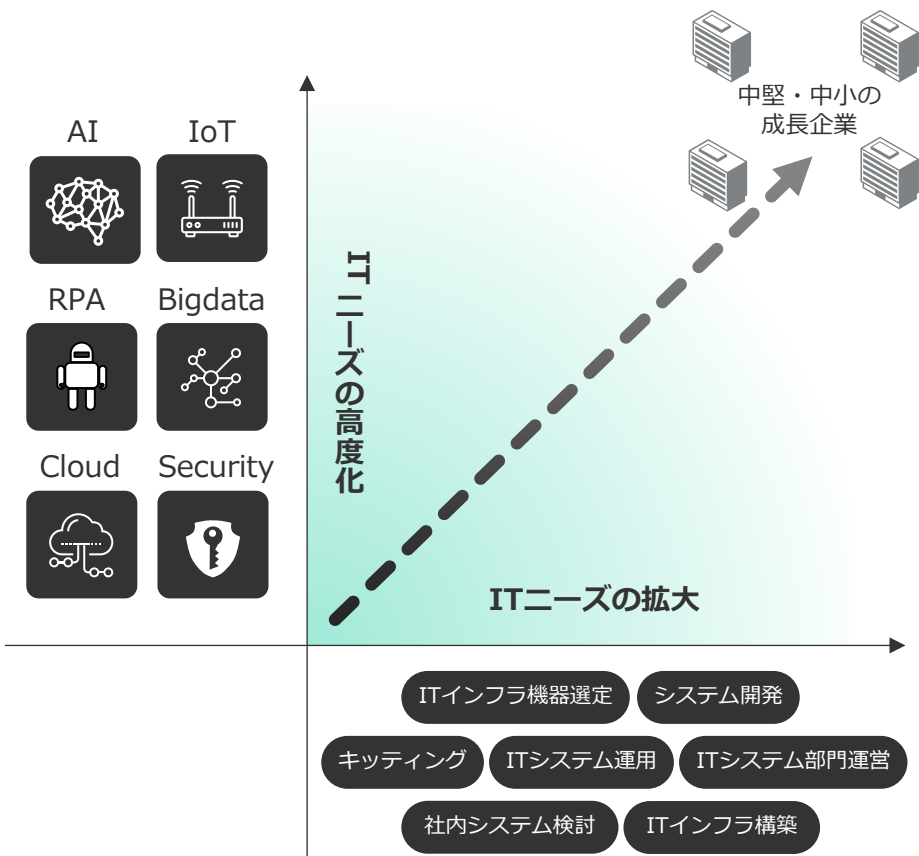 中堅・中小の
成長企業
AI
IoT
RPA
Bigdata
Cloud
Security
ITニーズの高度化
ITニーズの拡大
ITインフラ機器選定
システム開発
キッティング
ITシステム運用
ITシステム部門運営
社内システム検討
ITインフラ構築